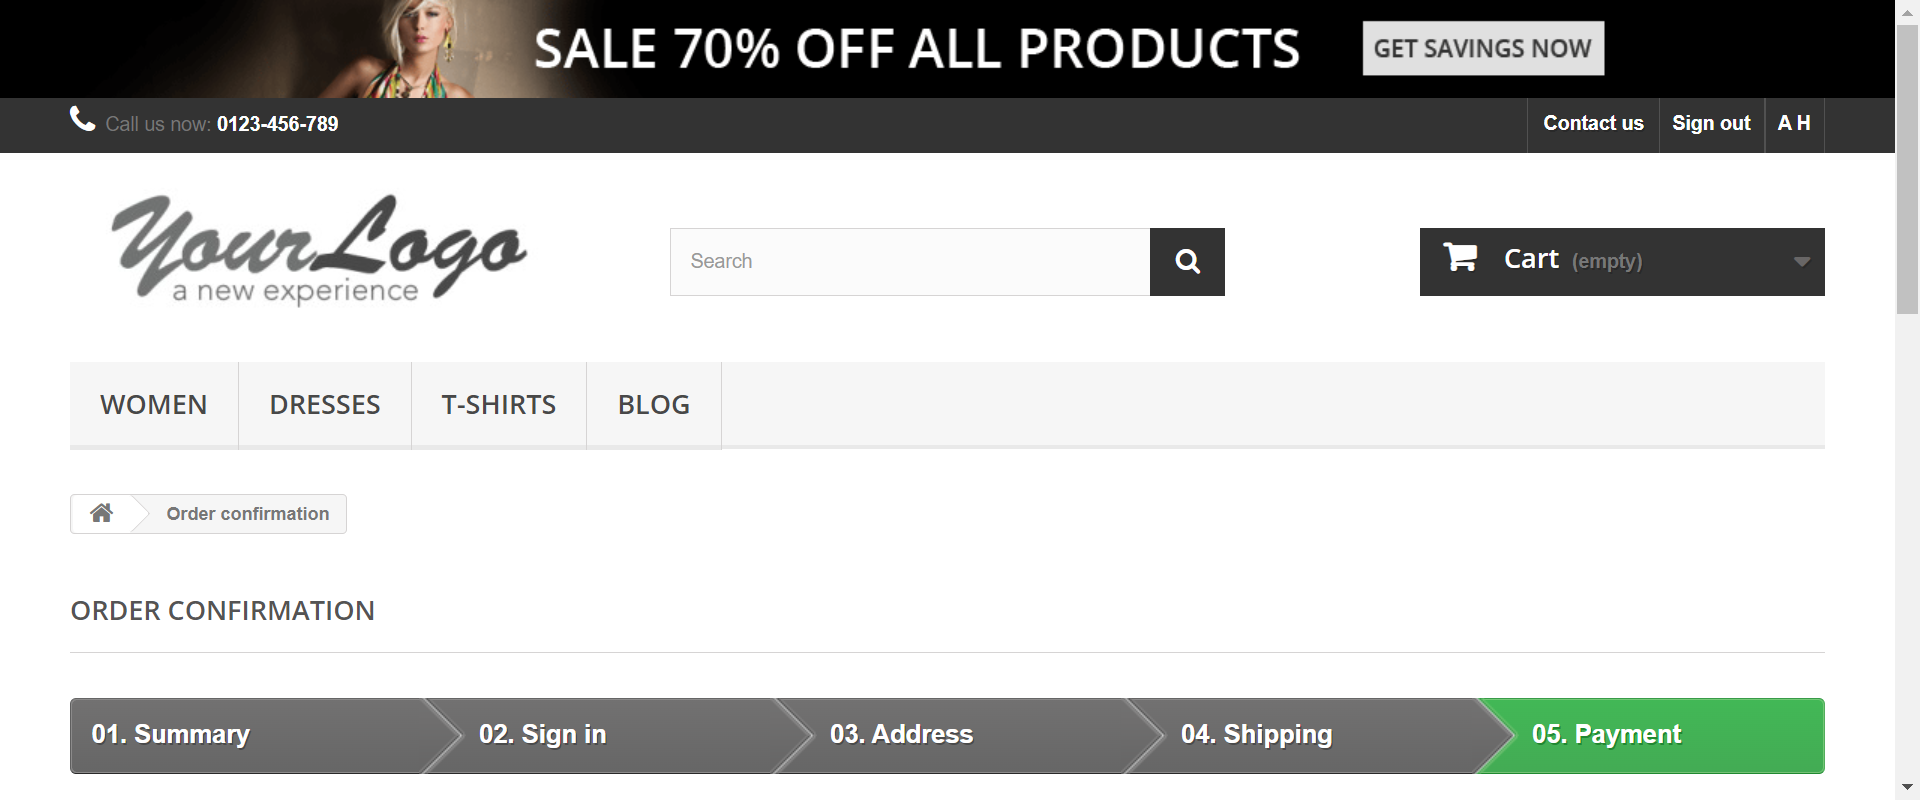 SALE 70% OFF ALL PRODUCTS GET SAVINGS NOW
Call us now: 0123-456-789 Contact us Sign out A H
YourLogo
a new experience
Search Cart (empty)
WOMEN DRESSES T-SHIRTS BLOG
Order confirmation
ORDER CONFIRMATION
01. Summary 02. Sign in 03. Address 04. Shipping 05. Payment